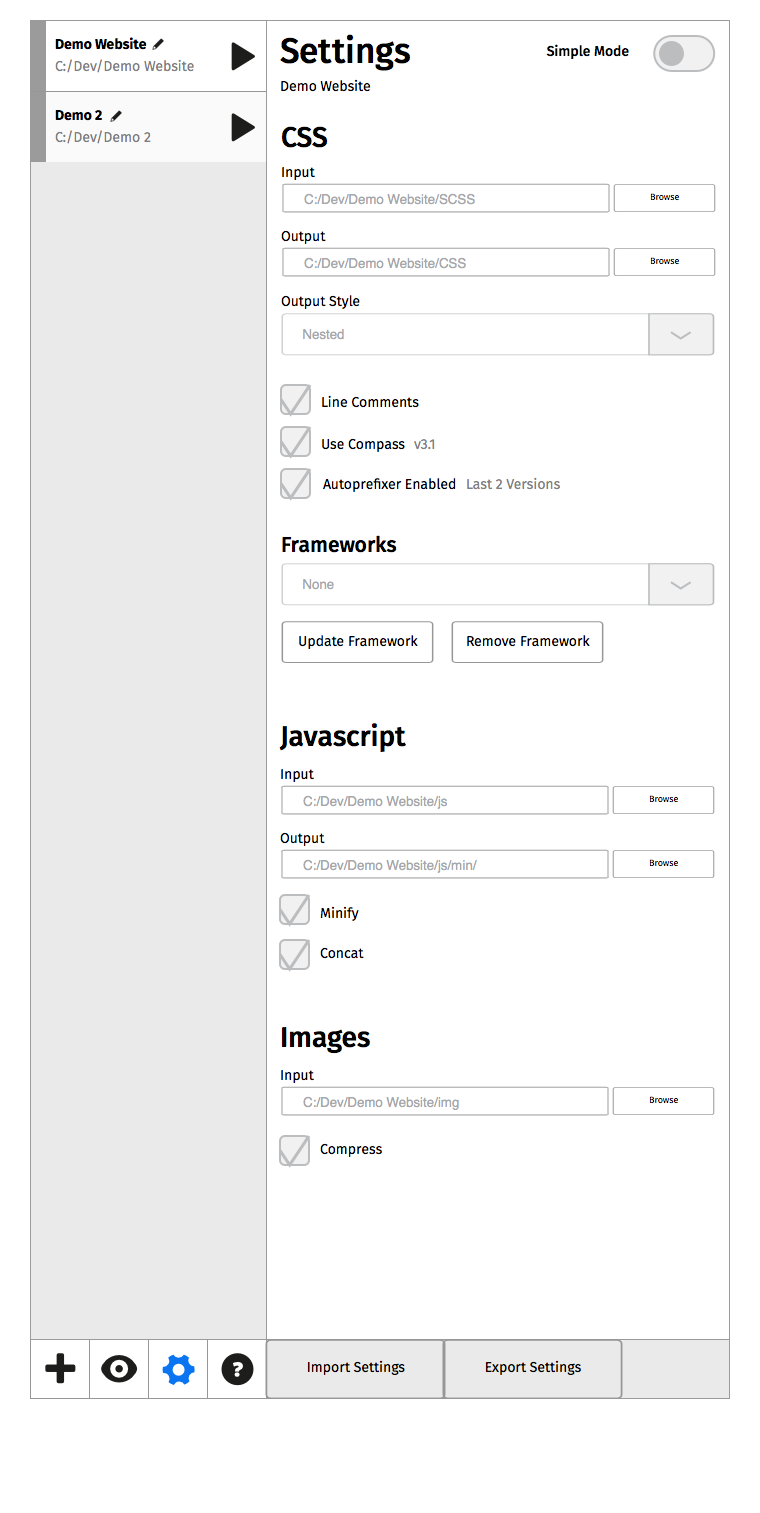 Demo Website
C:/Dev/Demo Website
Demo 2
C:/Dev/Demo 2
Settings
Simple Mode
Demo Website
CSS
Input
C:/Dev/Demo Website/SCSS
Browse
Output
C:/Dev/Demo Website/CSS
Browse
Output Style
Nested
Line Comments
Use Compass v3.1
Autoprefixer Enabled Last 2 Versions
Frameworks
None
Update Framework
Remove Framework
Javascript
Input
C:/Dev/Demo Website/js
Browse
Output
C:/Dev/Demo Website/js/min/
Browse
Minify
Concat
Images
Input
C:/Dev/Demo Website/img
Browse
Compress
?
Import Settings
Export Settings